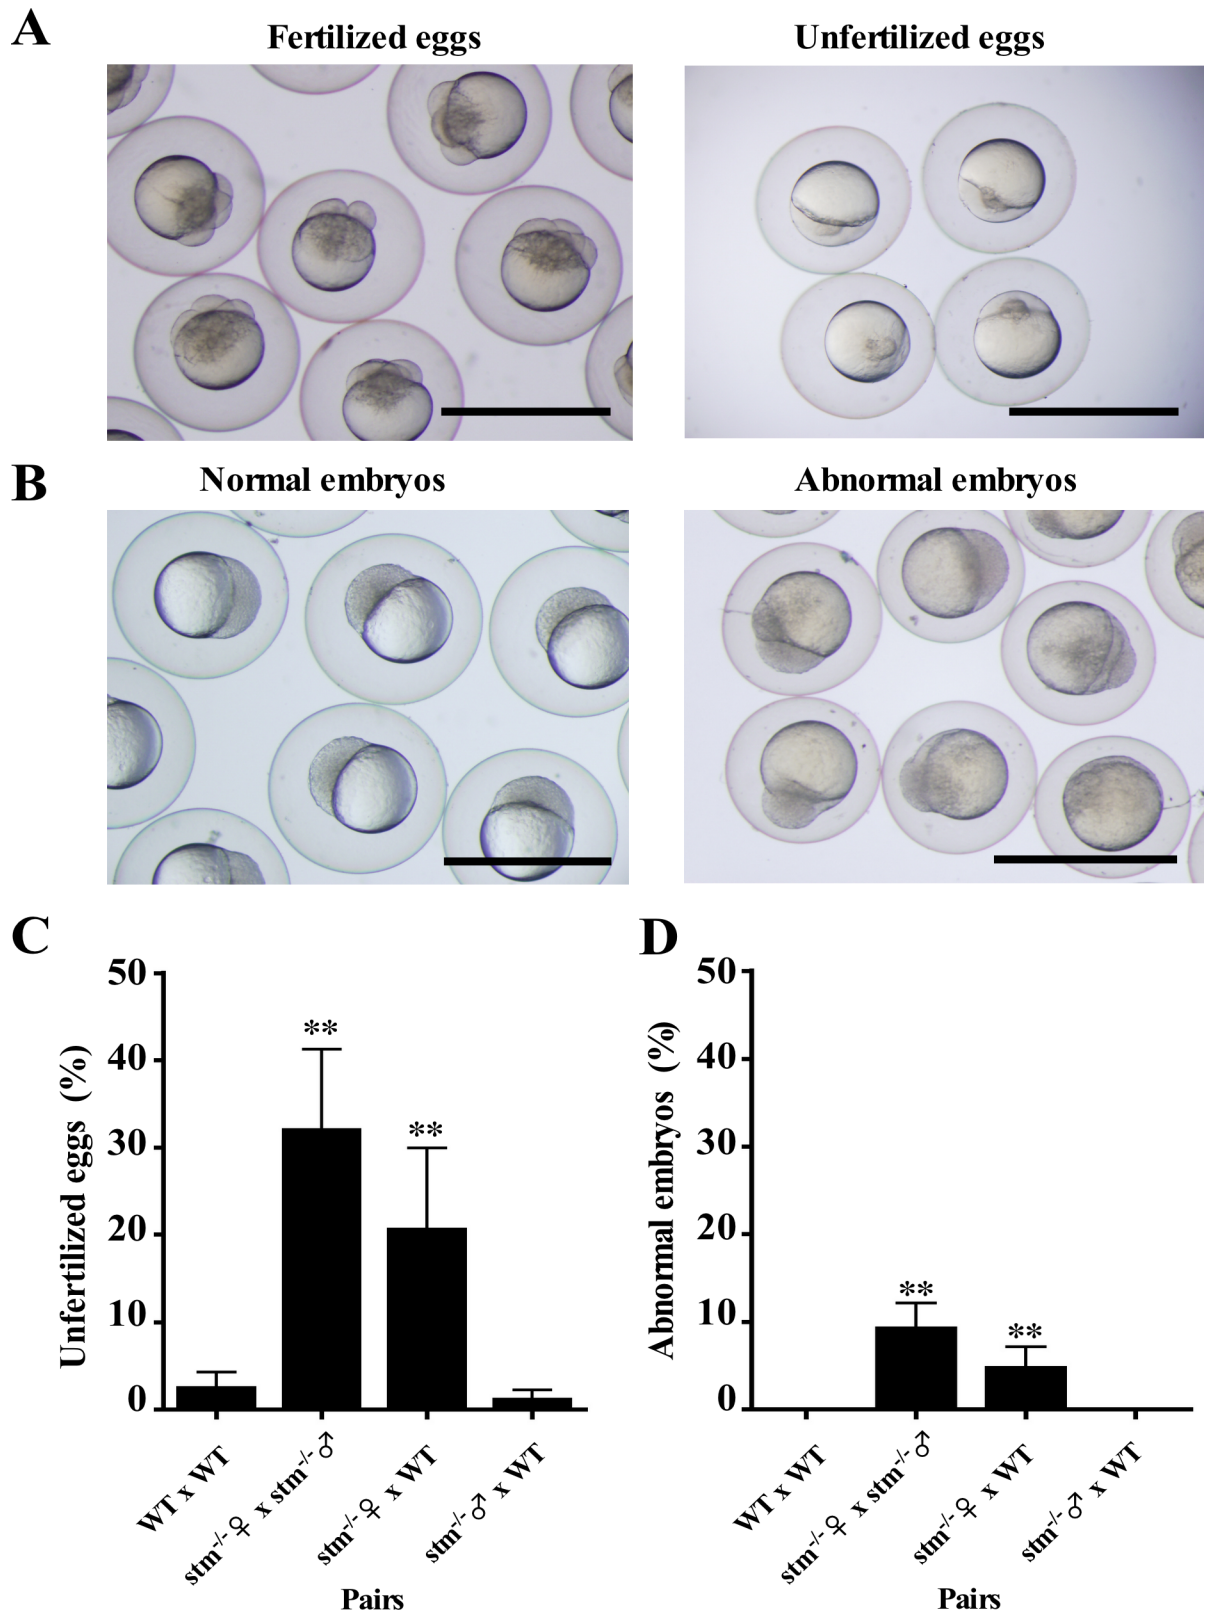 A
Fertilized eggs
Unfertilized eggs
B
Normal embryos
Abnormal embryos
C
D
Unfertilized eggs (%)
50
40
30
20
10
0
**
**
WT x WT
stm-/-♀ x stm-/-♂
stm-/-♀ x WT
stm-/-♂ x WT
Pairs
Abnormal embryos (%)
50
40
30
20
10
0
**
**
WT x WT
stm-/-♀ x stm-/-♂
stm-/-♀ x WT
stm-/-♂ x WT
Pairs